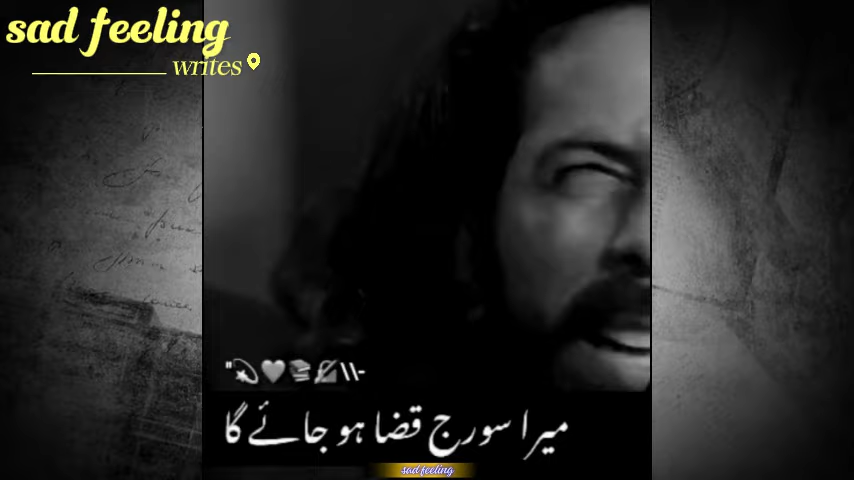 sad feeling
writes
"💫🖤📚🔏\\-
میرا سورج قضا ہو جائے گا
sad feeling